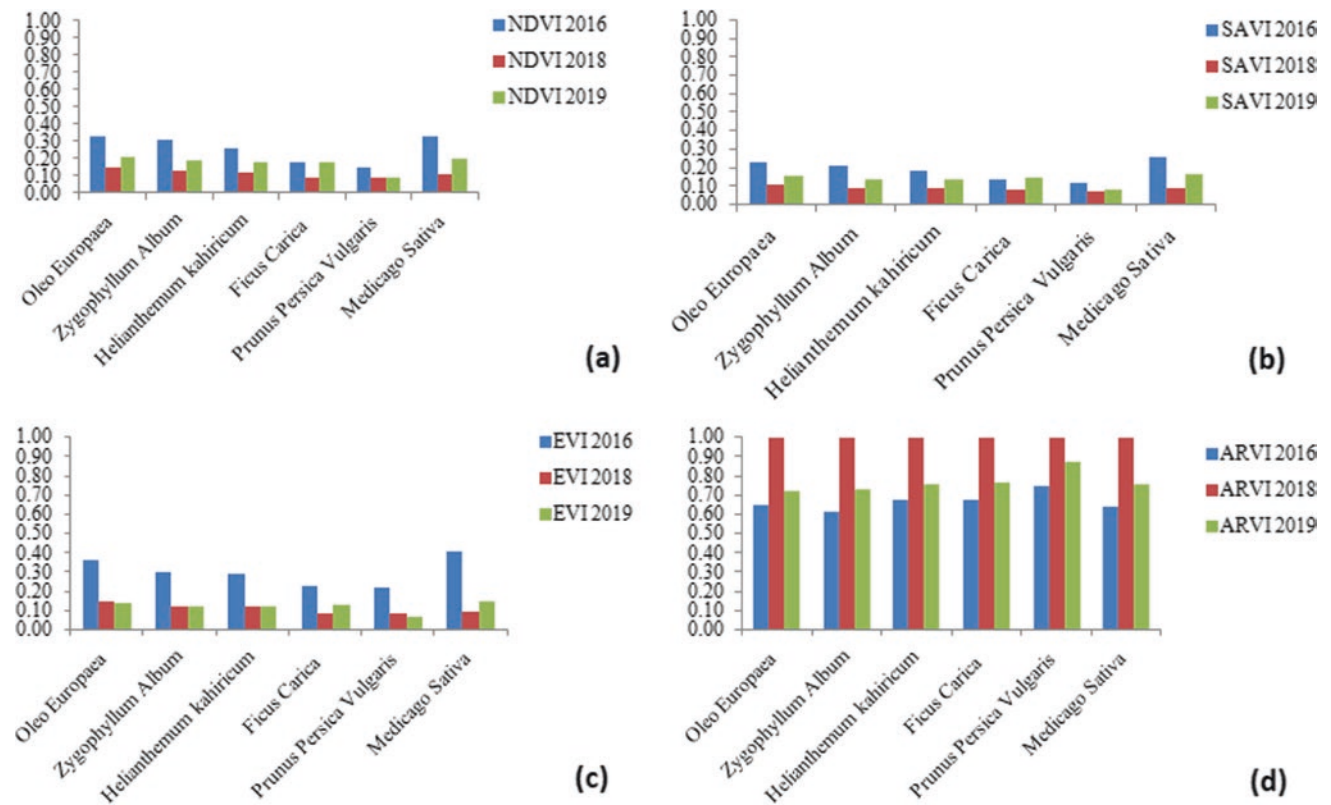 1.00
0.90
0.80
0.70
0.60
0.50
0.40
0.30
0.20
0.10
0.00
NDVI 2016
NDVI 2018
NDVI 2019
Oleo Europaea
Zygophyllum Album
Helianthemum kahiricum
Ficus Carica
Prunus Persica Vulgaris
Medicago Sativa
(a)
1.00
0.90
0.80
0.70
0.60
0.50
0.40
0.30
0.20
0.10
0.00
SAVI 2016
SAVI 2018
SAVI 2019
Oleo Europaea
Zygophyllum Album
Helianthemum kahiricum
Ficus Carica
Prunus Persica Vulgaris
Medicago Sativa
(b)
1.00
0.90
0.80
0.70
0.60
0.50
0.40
0.30
0.20
0.10
0.00
EVI 2016
EVI 2018
EVI 2019
Oleo Europaea
Zygophyllum Album
Helianthemum kahiricum
Ficus Carica
Prunus Persica Vulgaris
Medicago Sativa
(c)
1.00
0.90
0.80
0.70
0.60
0.50
0.40
0.30
0.20
0.10
0.00
ARVI 2016
ARVI 2018
ARVI 2019
Oleo Europaea
Zygophyllum Album
Helianthemum kahiricum
Ficus Carica
Prunus Persica Vulgaris
Medicago Sativa
(d)